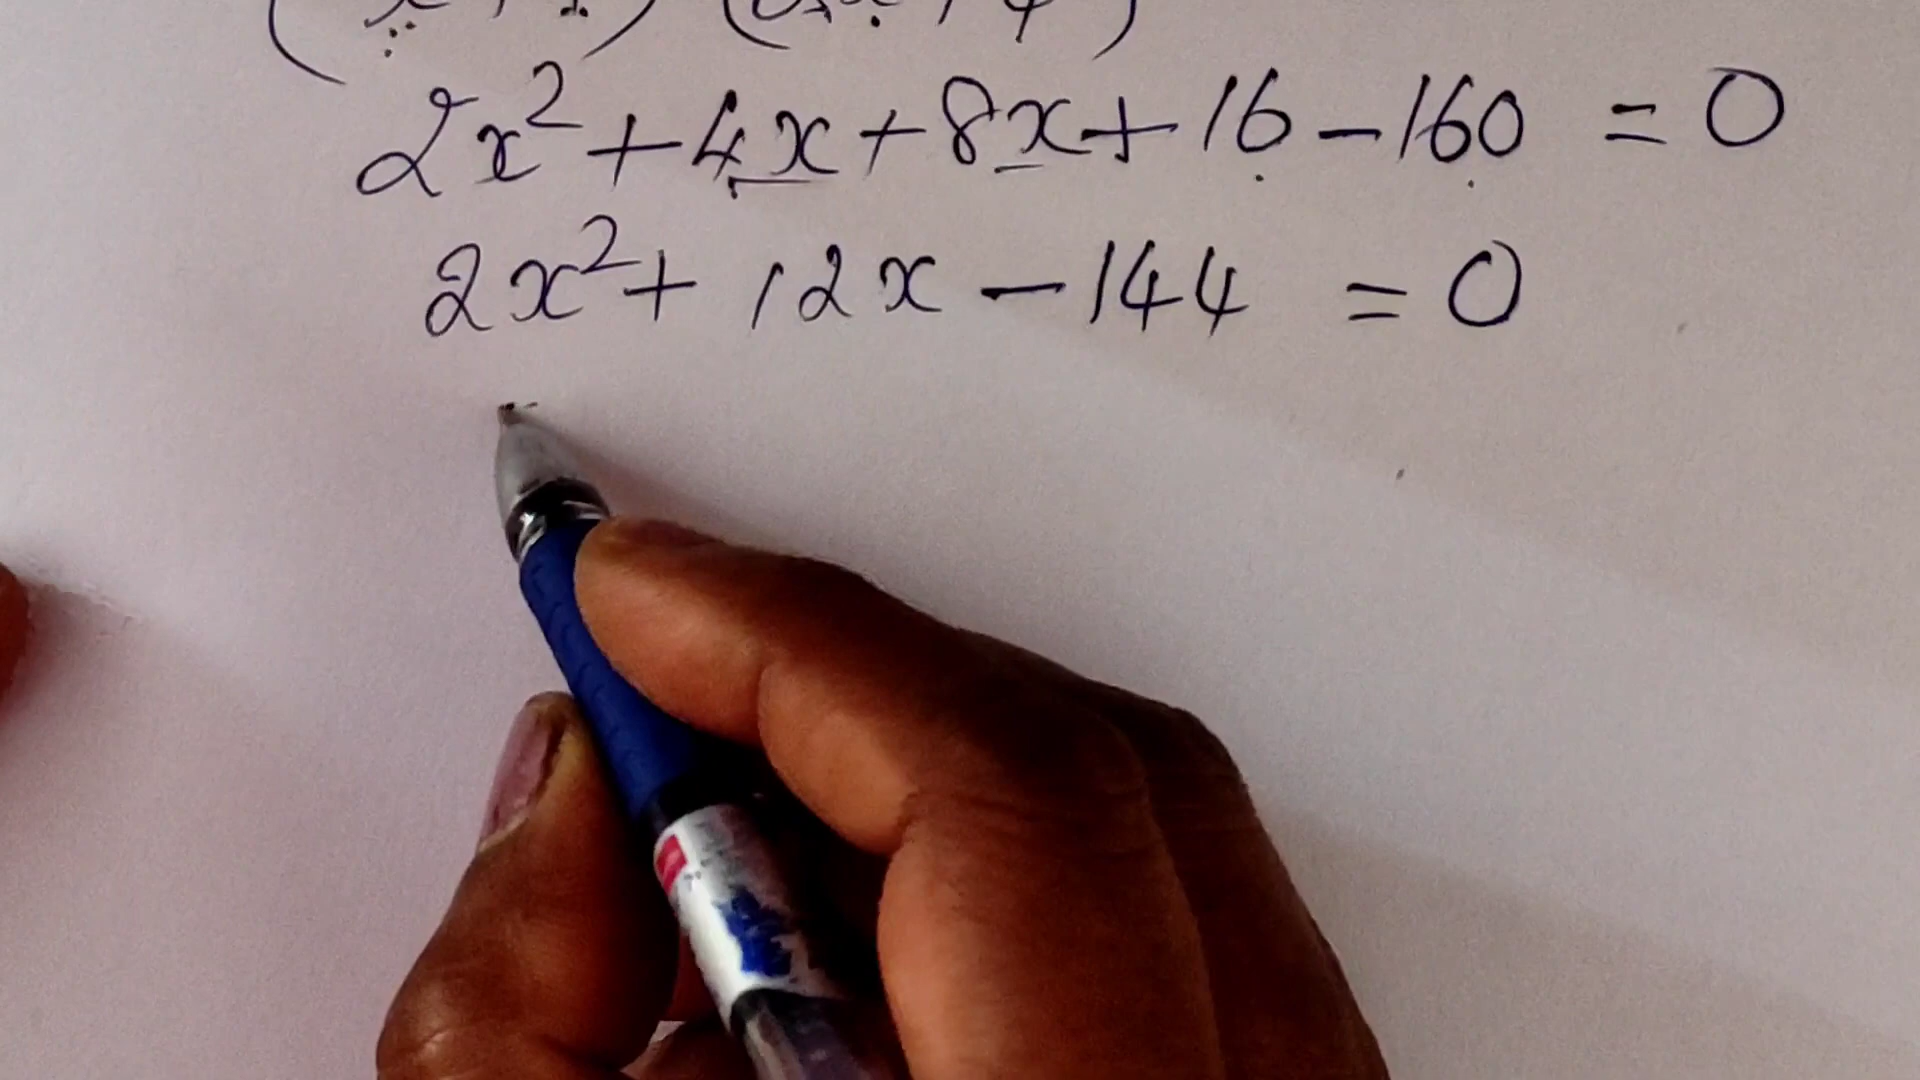 2x² + 4x + 8x + 16 - 160 = 0
2x² + 12x - 144 = 0